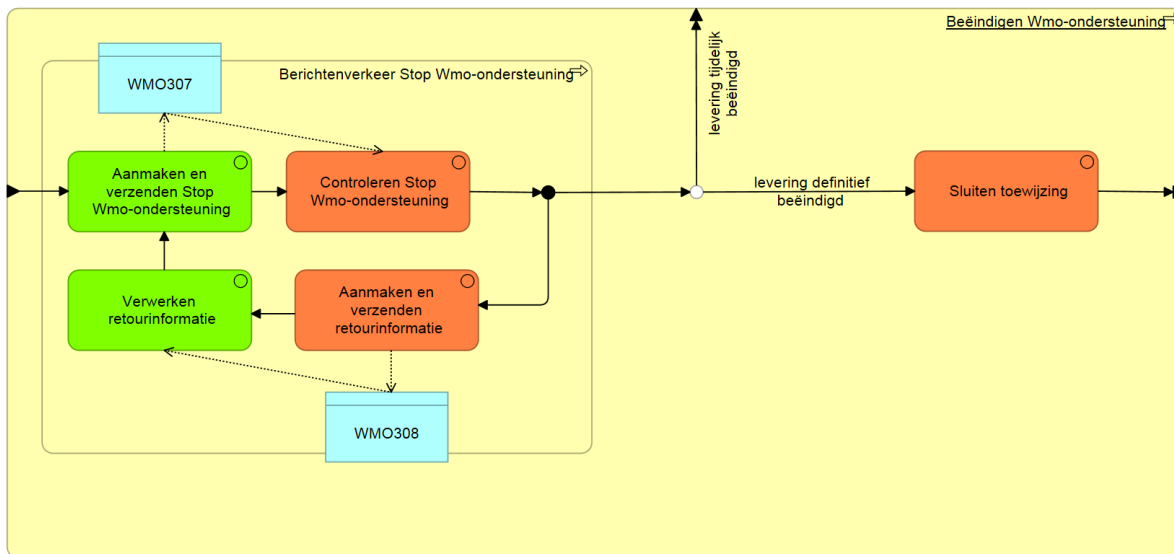 Beëindigen Wmo-ondersteuning
Berichtenverkeer Stop Wmo-ondersteuning
WMO307
levering tijdelijk
beëindigd
Aanmaken en
verzenden Stop
Wmo-ondersteuning
Controleren Stop
Wmo-ondersteuning
levering definitief
beëindigd
Sluiten toewijzing
Verwerken
retourinformatie
Aanmaken en
verzenden
retourinformatie
WMO308